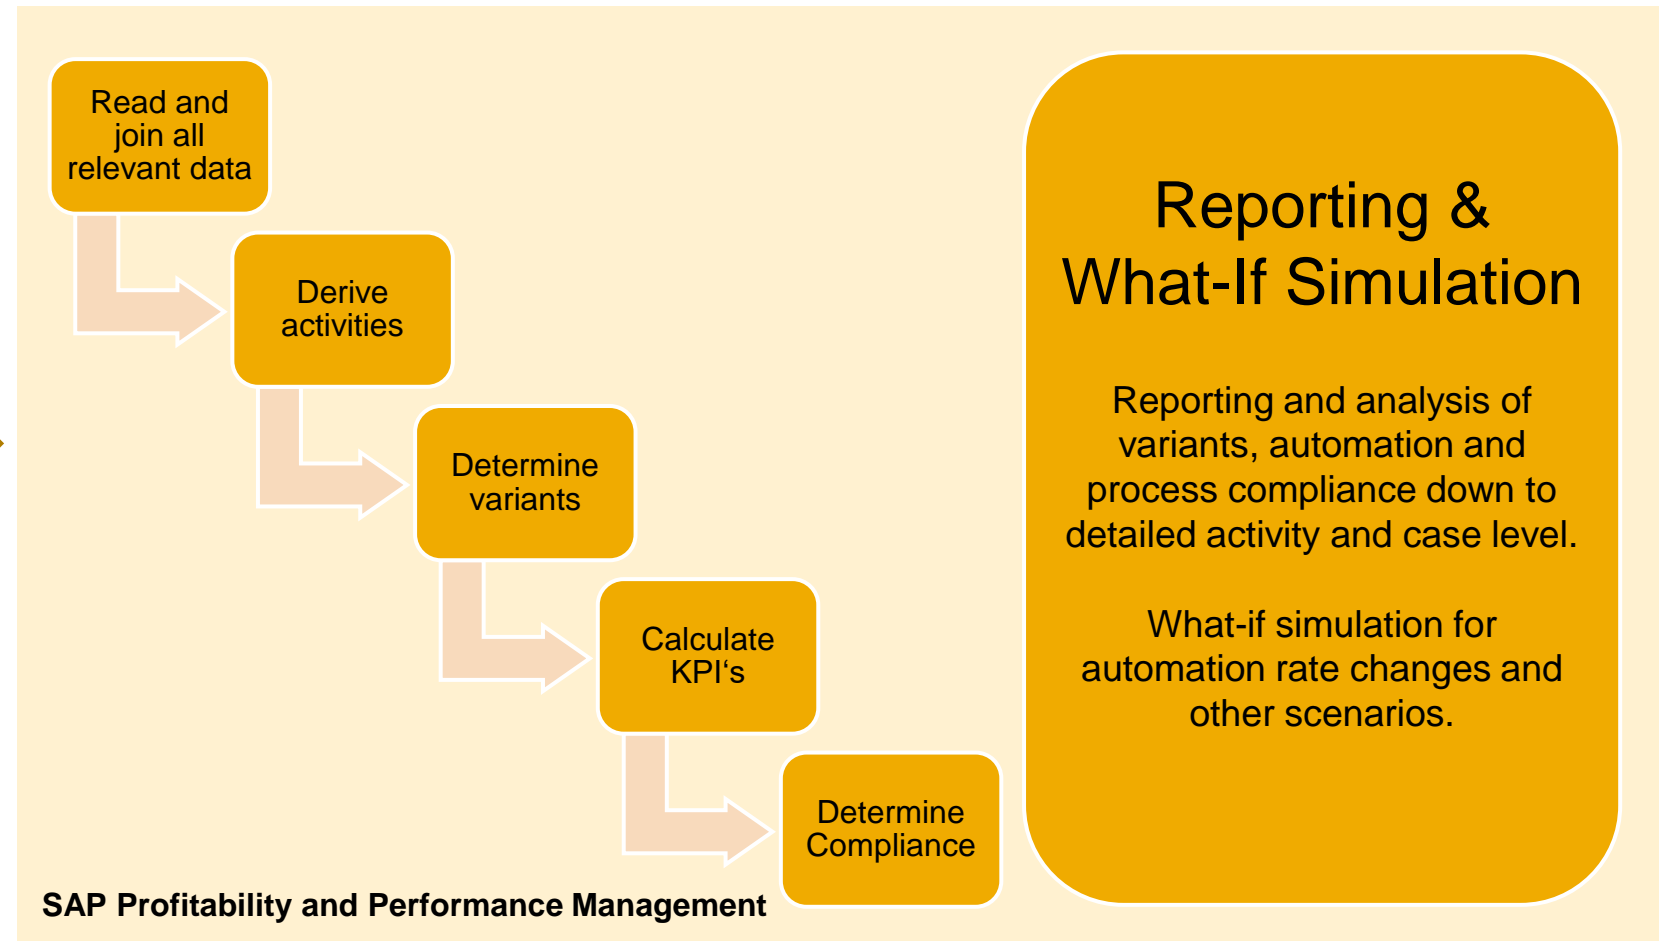 Read and
join all
relevant data
Derive
activities
Determine
variants
Calculate
KPI‘s
Determine
Compliance
SAP Profitability and Performance Management
Reporting &
What-If Simulation
Reporting and analysis of
variants, automation and
process compliance down to
detailed activity and case level.
What-if simulation for
automation rate changes and
other scenarios.